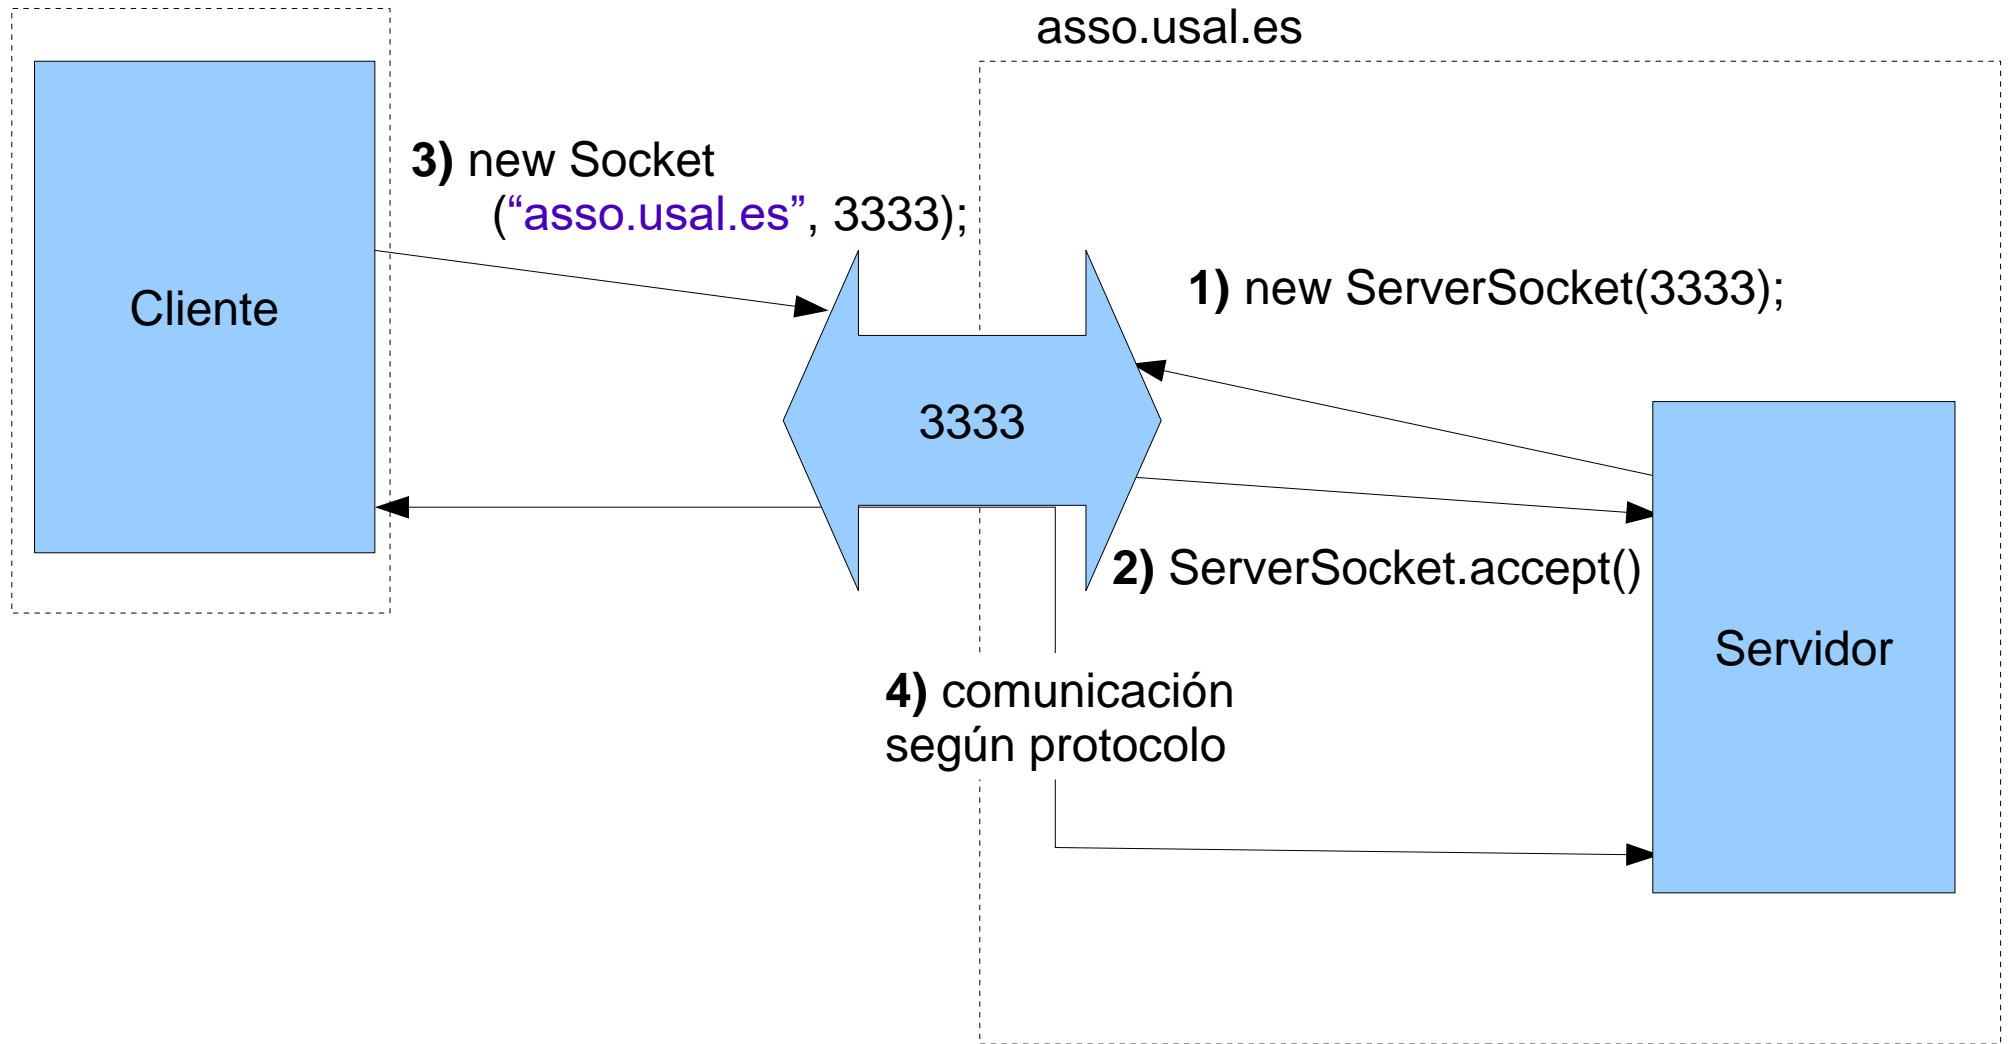 asso.usal.es
3) new Socket
(“asso.usal.es”, 3333);
1) new ServerSocket(3333);
Cliente
3333
2) ServerSocket.accept()
Servidor
4) comunicación
según protocolo